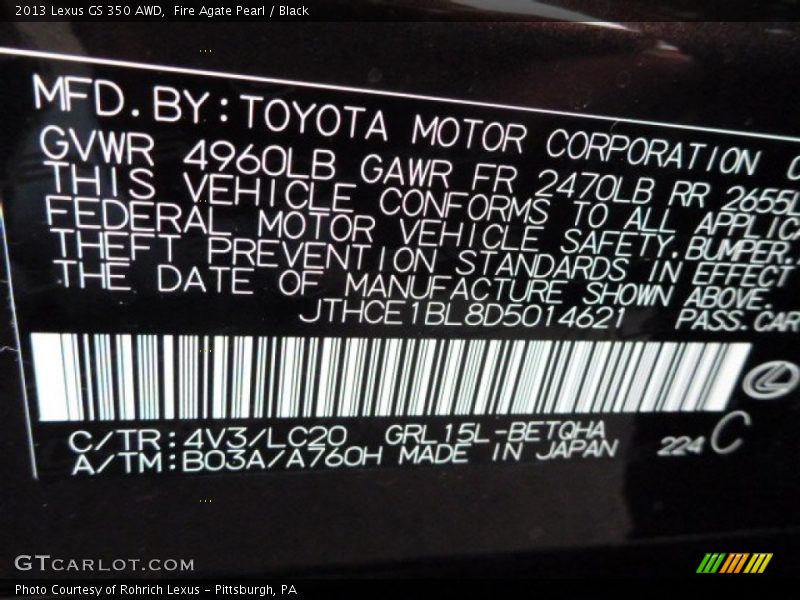 2013 Lexus GS 350 AWD,  Fire Agate Pearl / Black
MFD. BY: TOYOTA MOTOR CORPORATION
GVWR 4960LB GAWR FR 2470LB RR 2655L
THIS VEHICLE CONFORMS TO ALL APPLIC
FEDERAL MOTOR VEHICLE SAFETY, BUMPER,
THEFT PREVENTION STANDARDS IN EFFECT
THE DATE OF MANUFACTURE SHOWN ABOVE.
JTHCE1BL8D5014621 PASS. CAR
C/TR: 4V3/LC20 GRL15L-BETQHA
A/TM: B03A/A760H MADE IN JAPAN 224 C
GTCARLOT.COM
Photo Courtesy of Rohrich Lexus - Pittsburgh, PA